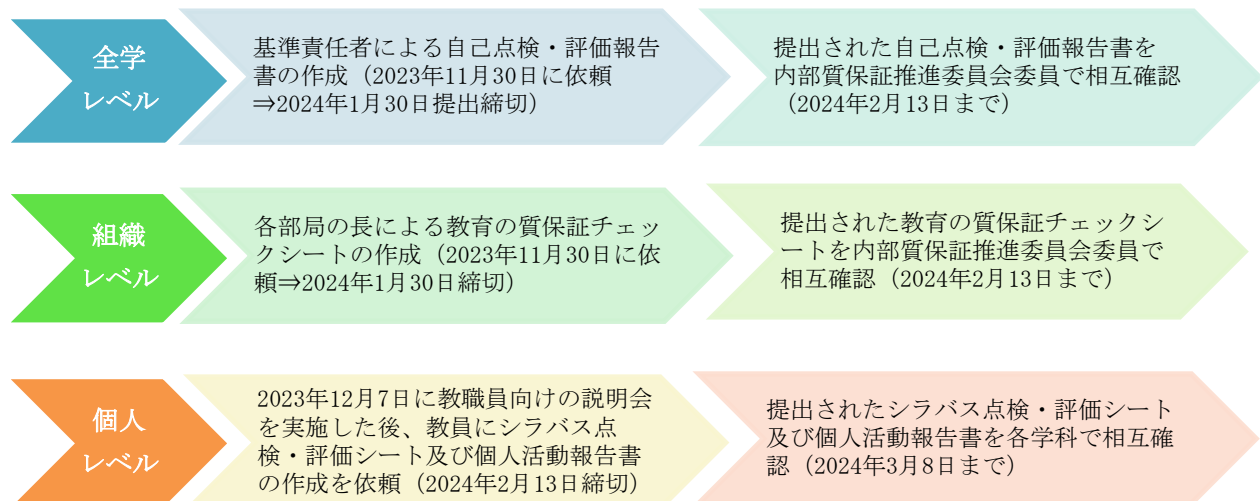 全学
レベル
基準責任者による自己点検・評価報告
書の作成（2023年11月30日に依頼
⇒2024年1月30日提出締切）
提出された自己点検・評価報告書を
内部質保証推進委員会委員で相互確認
（2024年2月13日まで）
組織
レベル
各部局の長による教育の質保証チェッ
クシートの作成（2023年11月30日に依
頼⇒2024年1月30日締切）
提出された教育の質保証チェックシ
ートを内部質保証推進委員会委員で
相互確認（2024年2月13日まで）
個人
レベル
2023年12月7日に教職員向けの説明会
を実施した後、教員にシラバス点
検・評価シート及び個人活動報告書
の作成を依頼（2024年2月13日締切）
提出されたシラバス点検・評価シート
及び個人活動報告書を各学科で相互確
認（2024年3月8日まで）